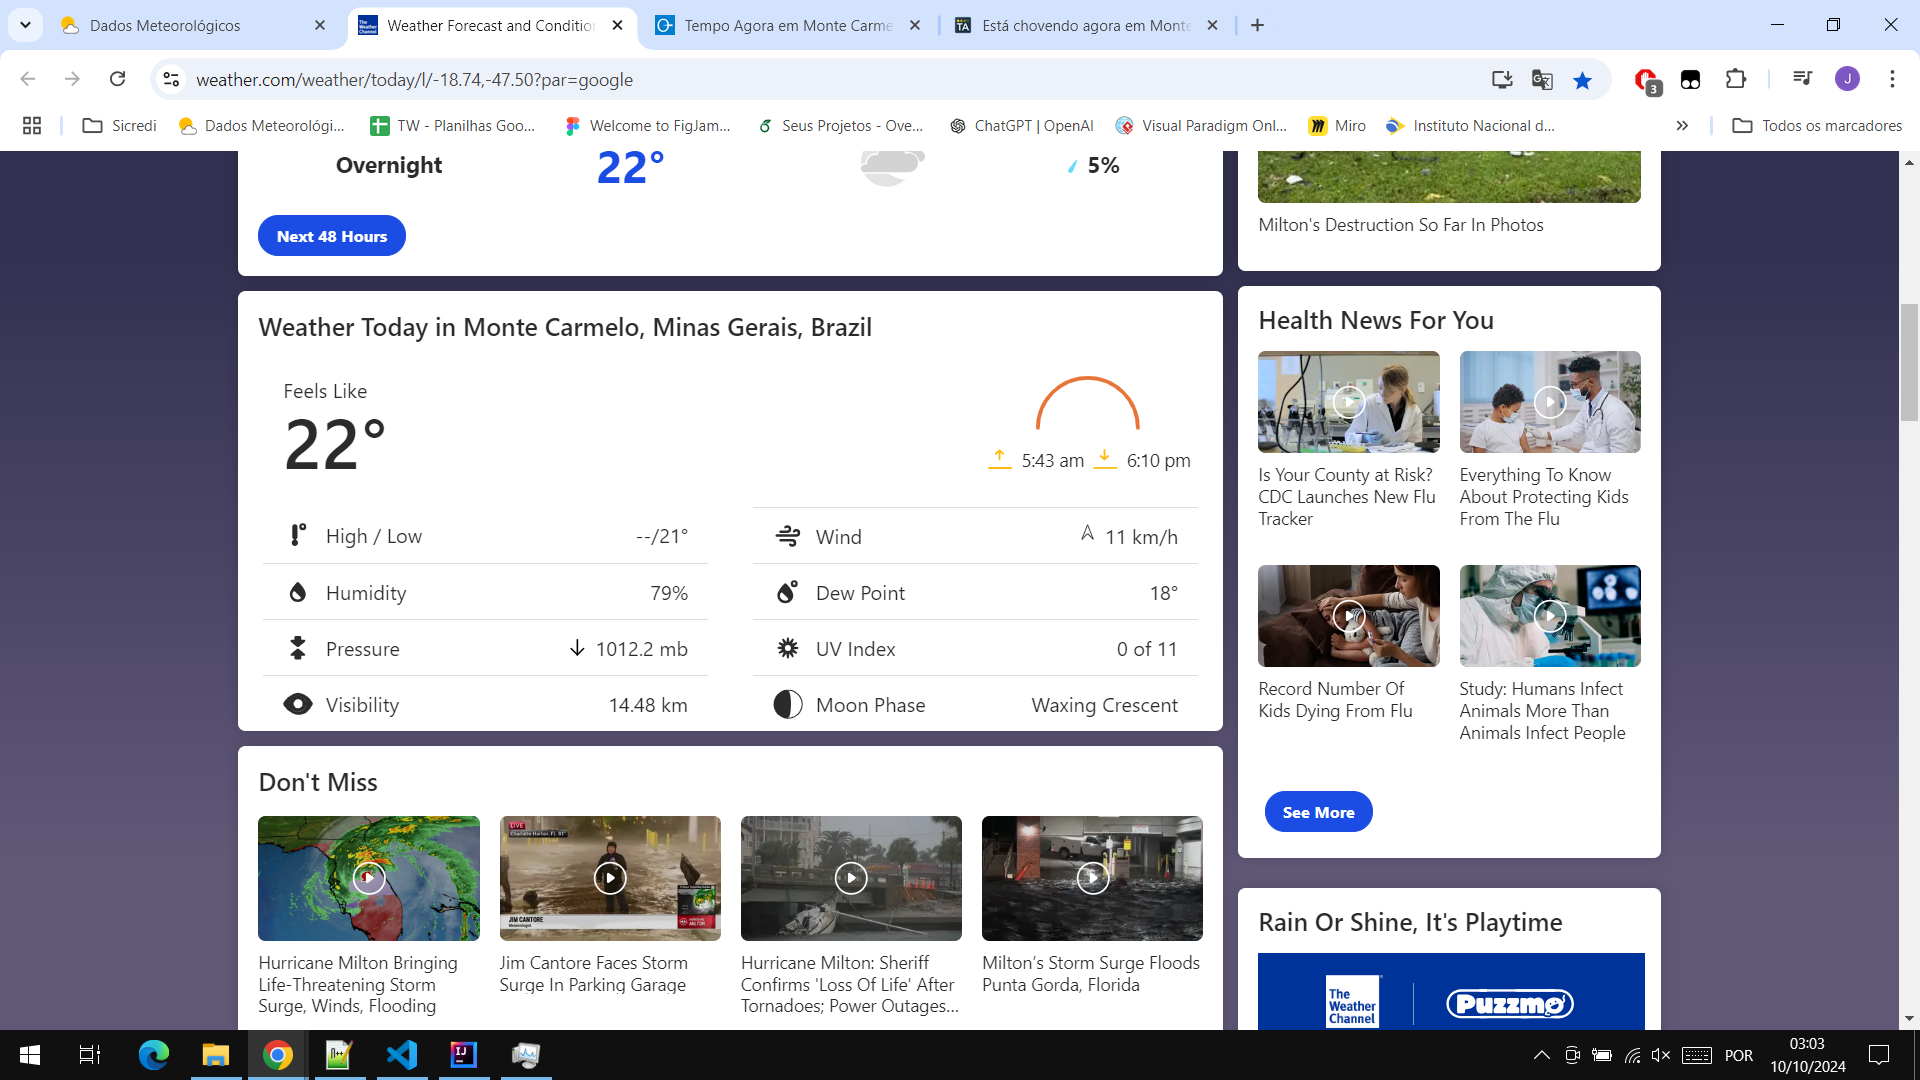 Dados Meteorológicos
Weather Forecast and Condition
Tempo Agora em Monte Carme
Está chovendo agora em Monte
weather.com/weather/today/l/-18.74,-47.50?par=google
3
J
Sicredi
Dados Meteorológi...
TW - Planilhas Goo...
Welcome to FigJam...
Seus Projetos - Ove...
ChatGPT | OpenAI
Visual Paradigm Onl...
Miro
Instituto Nacional d...
Todos os marcadores
Overnight
22°
5%
Next 48 Hours
Milton's Destruction So Far In Photos
Weather Today in Monte Carmelo, Minas Gerais, Brazil
Feels Like
22°
5:43 am
6:10 pm
High / Low
--/21°
Wind
11 km/h
Humidity
79%
Dew Point
18°
Pressure
1012.2 mb
UV Index
0 of 11
Visibility
14.48 km
Moon Phase
Waxing Crescent
Health News For You
Is Your County at Risk?
CDC Launches New Flu
Tracker
Everything To Know
About Protecting Kids
From The Flu
Record Number Of
Kids Dying From Flu
Study: Humans Infect
Animals More Than
Animals Infect People
See More
Don't Miss
LIVE
JIM CANTORE
Hurricane Milton Bringing
Life-Threatening Storm
Surge, Winds, Flooding
Jim Cantore Faces Storm
Surge In Parking Garage
Hurricane Milton: Sheriff
Confirms 'Loss Of Life' After
Tornadoes; Power Outages...
Milton’s Storm Surge Floods
Punta Gorda, Florida
Rain Or Shine, It's Playtime
The
Weather
Channel
Puzzmo
POR
03:03
10/10/2024